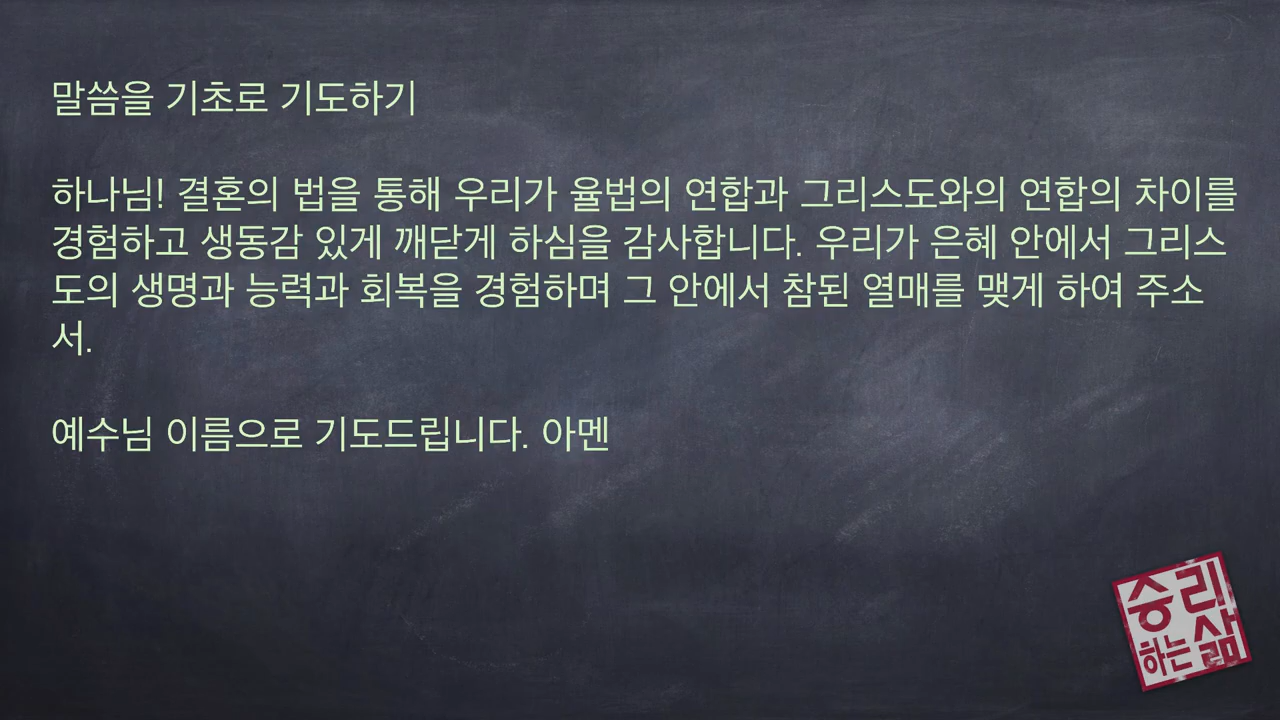 말씀을 기초로 기도하기
하나님! 결혼의 법을 통해 우리가 율법의 연합과 그리스도와의 연합의 차이를
경험하고 생동감 있게 깨닫게 하심을 감사합니다. 우리가 은혜 안에서 그리스
도의 생명과 능력과 회복을 경험하며 그 안에서 참된 열매를 맺게 하여 주소
서.
예수님 이름으로 기도드립니다. 아멘
승리
하는 삶